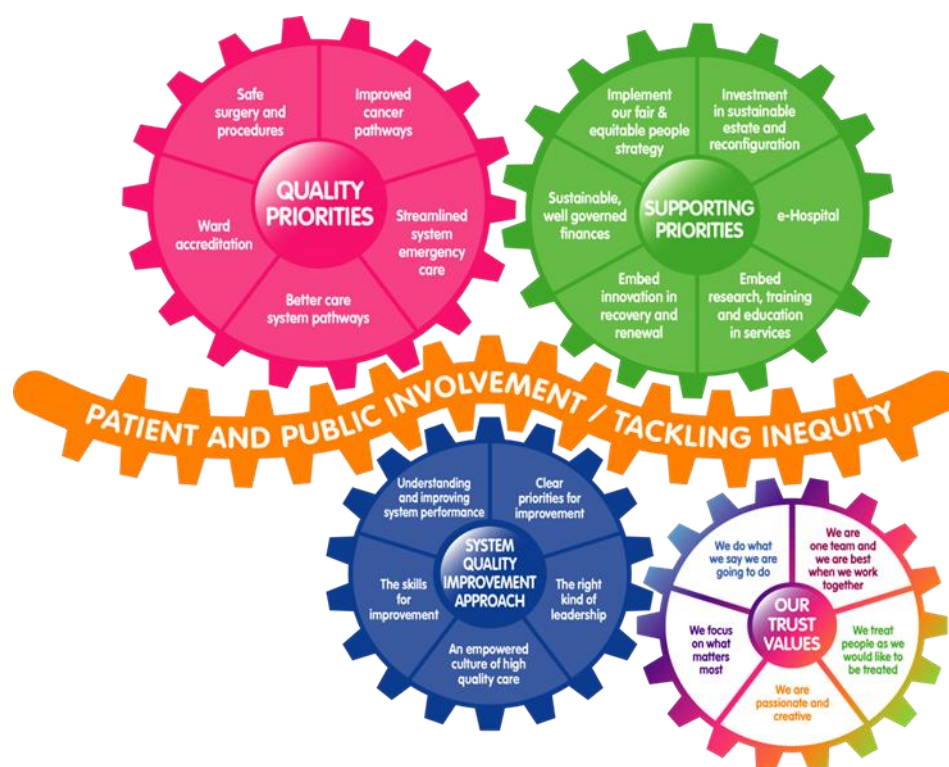 QUALITY
PRIORITIES
Safe
surgery and
procedures
Improved
cancer
pathways
Streamlined
system
emergency
care
Better care
system pathways
Ward
accreditation
SUPPORTING
PRIORITIES
Implement
our fair &
equitable people
strategy
Investment
in sustainable
estate and
reconfiguration
e-Hospital
Embed
research, training
and education
in services
Embed
innovation in
recovery and
renewal
Sustainable,
well governed
finances
PATIENT AND PUBLIC INVOLVEMENT / TACKLING INEQUITY
SYSTEM
QUALITY
IMPROVEMENT
APPROACH
Understanding
and improving
system performance
Clear
priorities for
improvement
The right
kind of
leadership
An empowered
culture of high
quality care
The skills
for
improvement
OUR
TRUST
VALUES
We do what
we say we are
going to do
We are
one team and
we are best
when we work
together
We treat
people as we
would like to
be treated
We are
passionate and
creative
We focus
on what
matters
most